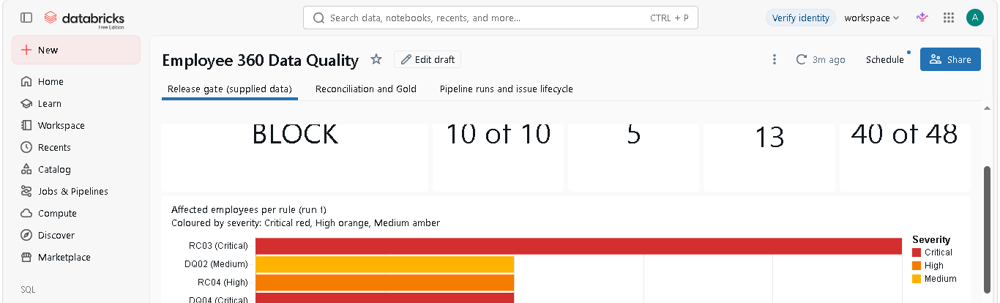 databricks
Free Edition
Search data, notebooks, recents, and more...
CTRL + P
Verify identity
workspace
A
New
Home
Learn
Workspace
Recents
Catalog
Jobs & Pipelines
Compute
Discover
Marketplace
SQL
Employee 360 Data Quality
Edit draft
3m ago
Schedule
Share
Release gate (supplied data)
Reconciliation and Gold
Pipeline runs and issue lifecycle
BLOCK
10 of 10
5
13
40 of 48
Affected employees per rule (run 1)
Coloured by severity: Critical red, High orange, Medium amber
RC03 (Critical)
DQ02 (Medium)
RC04 (High)
DQ04 (Critical)
Severity
Critical
High
Medium